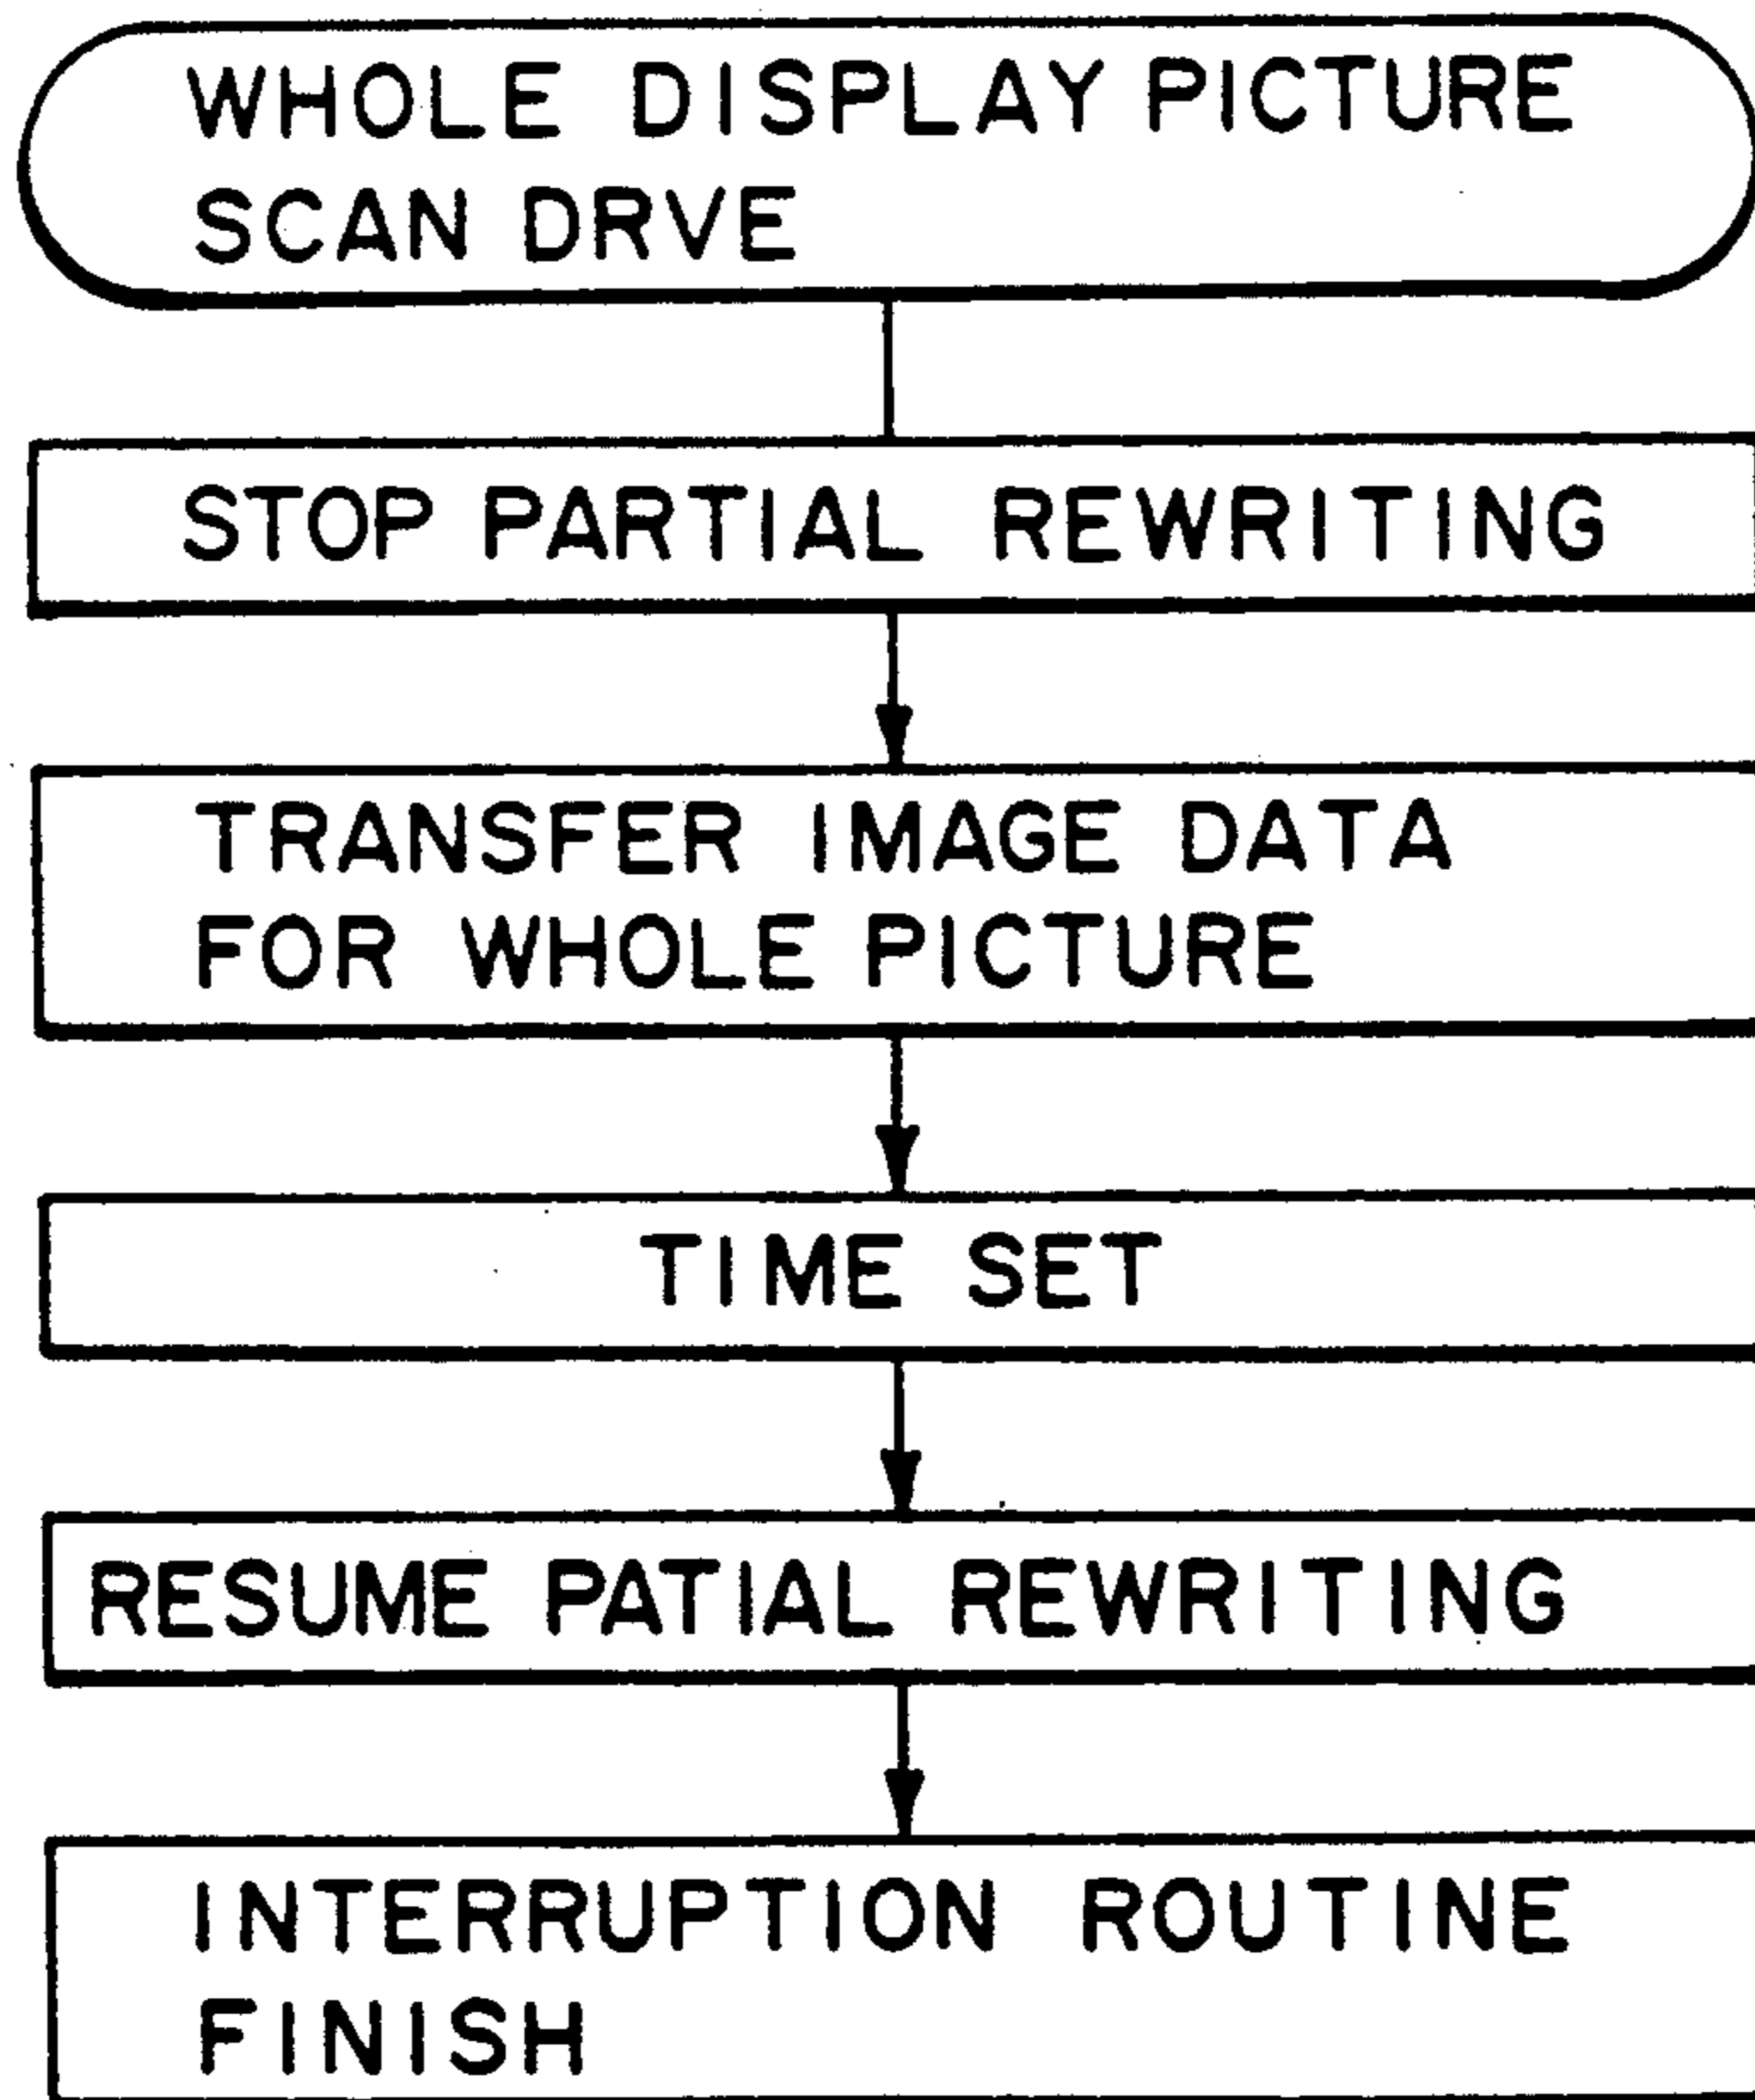 WHOLE DISPLAY PICTURE
SCAN DRVE
STOP PARTIAL REWRITING
TRANSFER IMAGE DATA
FOR WHOLE PICTURE
TIME SET
RESUME PATIAL REWRITING
INTERRUPTION ROUTINE
FINISH